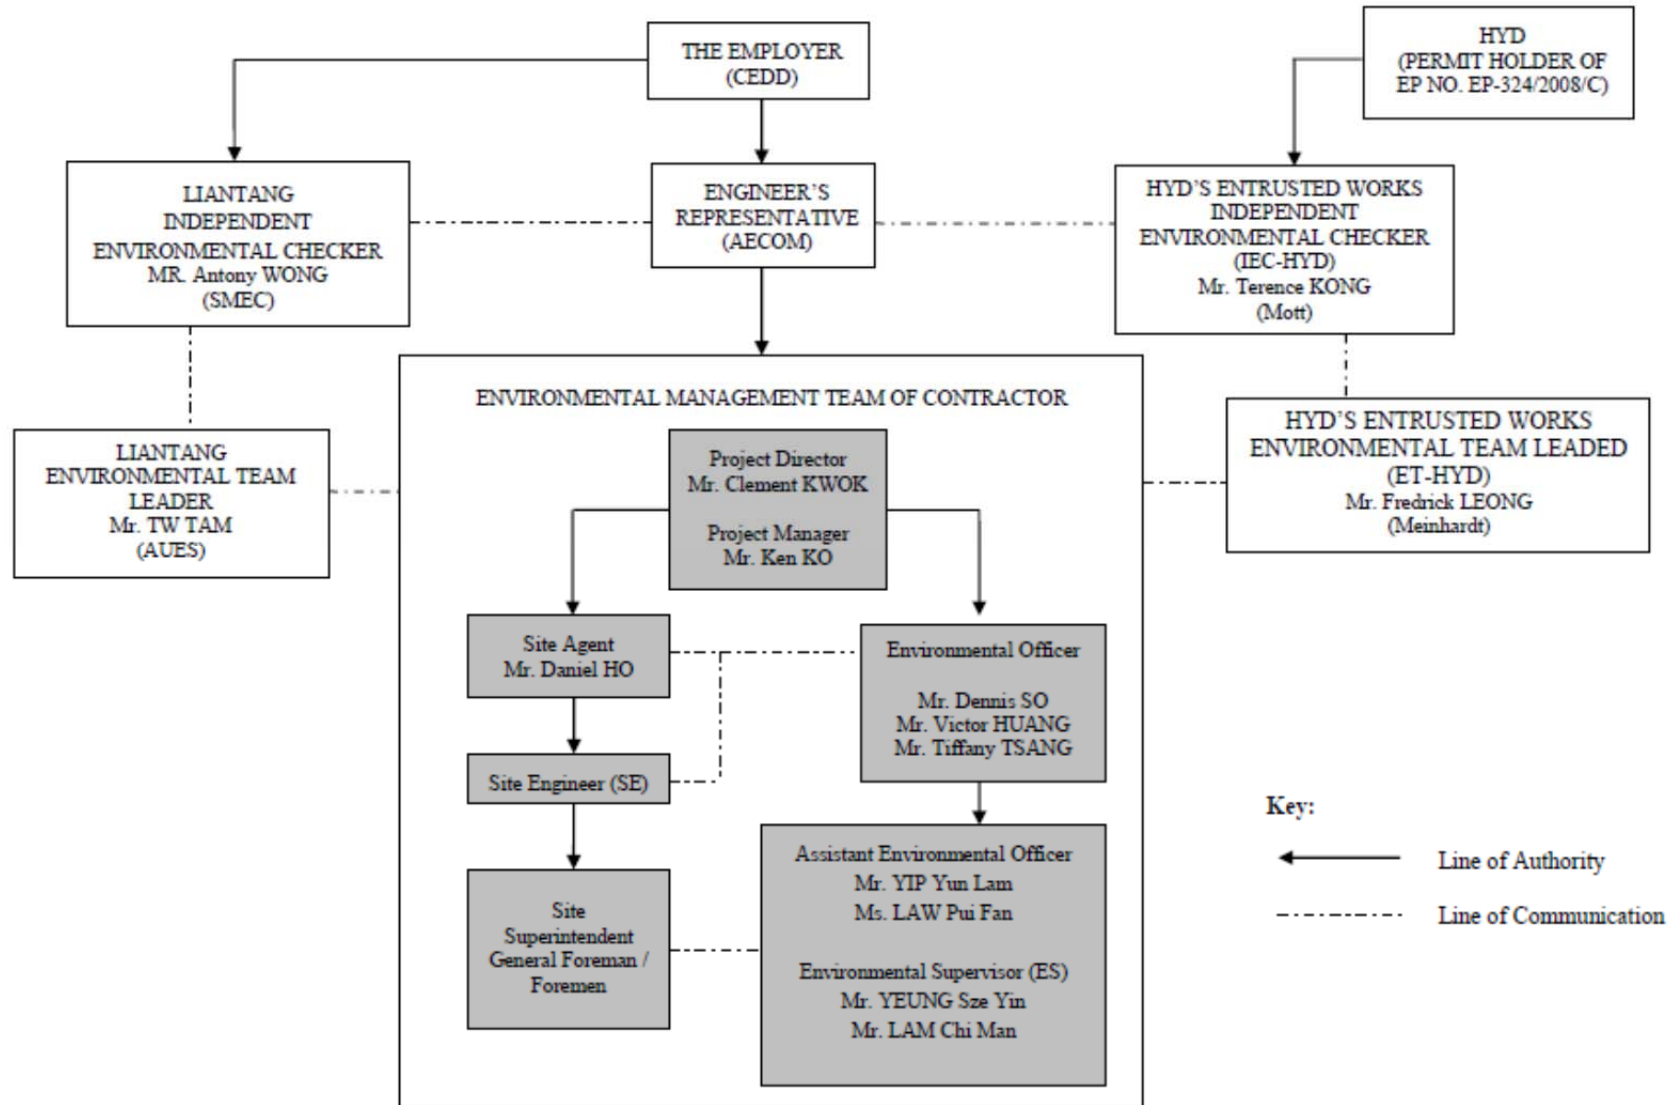 THE EMPLOYER
(CEDD)
HYD
(PERMIT HOLDER OF
EP NO. EP-324/2008/C)
LIANTANG
INDEPENDENT
ENVIRONMENTAL CHECKER
MR. Antony WONG
(SMEC)
ENGINEER'S
REPRESENTATIVE
(AECOM)
HYD'S ENTRUSTED WORKS
INDEPENDENT
ENVIRONMENTAL CHECKER
(IEC-HYD)
Mr. Terence KONG
(Mott)
ENVIRONMENTAL MANAGEMENT TEAM OF CONTRACTOR
LIANTANG
ENVIRONMENTAL TEAM
LEADER
Mr. TW TAM
(AUES)
Project Director
Mr. Clement KWOK
Project Manager
Mr. Ken KO
HYD'S ENTRUSTED WORKS
ENVIRONMENTAL TEAM LEADED
(ET-HYD)
Mr. Fredrick LEONG
(Meinhardt)
Site Agent
Mr. Daniel HO
Environmental Officer
Mr. Dennis SO
Mr. Victor HUANG
Mr. Tiffany TSANG
Site Engineer (SE)
Assistant Environmental Officer
Mr. YIP Yun Lam
Ms. LAW Pui Fan
Environmental Supervisor (ES)
Mr. YEUNG Sze Yin
Mr. LAM Chi Man
Site
Superintendent
General Foreman /
Foremen
Key:
Line of Authority
Line of Communication